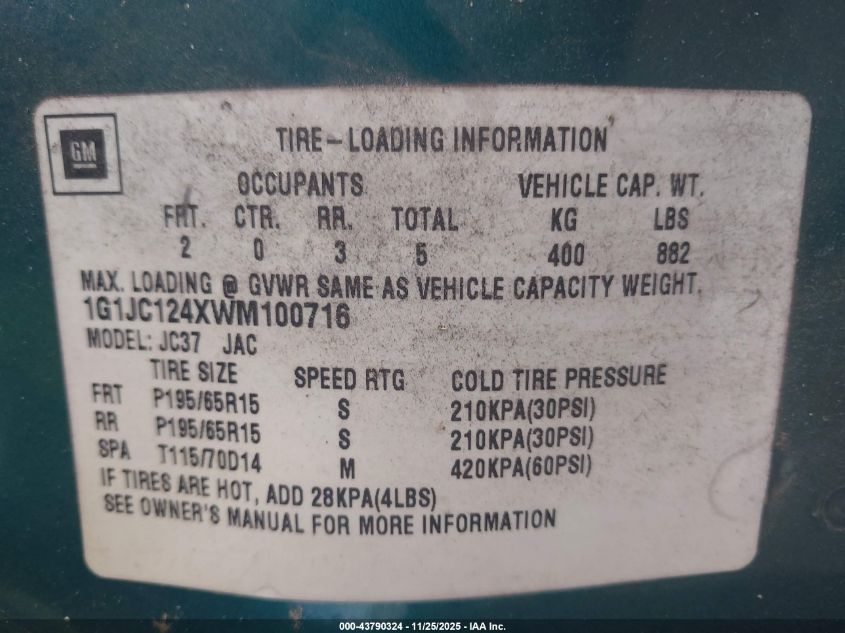 GM
TIRE-LOADING INFORMATION
OCCUPANTS VEHICLE CAP. WT.
FRT. CTR. RR. TOTAL KG LBS
2 0 3 5 400 882
MAX. LOADING @ GVWR SAME AS VEHICLE CAPACITY WEIGHT.
1G1JC124XWM100716
MODEL: JC37 JAC
TIRE SIZE SPEED RTG COLD TIRE PRESSURE
FRT P195/65R15 S 210KPA(30PSI)
RR P195/65R15 S 210KPA(30PSI)
SPA T115/70D14 M 420KPA(60PSI)
IF TIRES ARE HOT, ADD 28KPA(4LBS)
SEE OWNER'S MANUAL FOR MORE INFORMATION
000-43790324 - 11/25/2025 - IAA Inc.